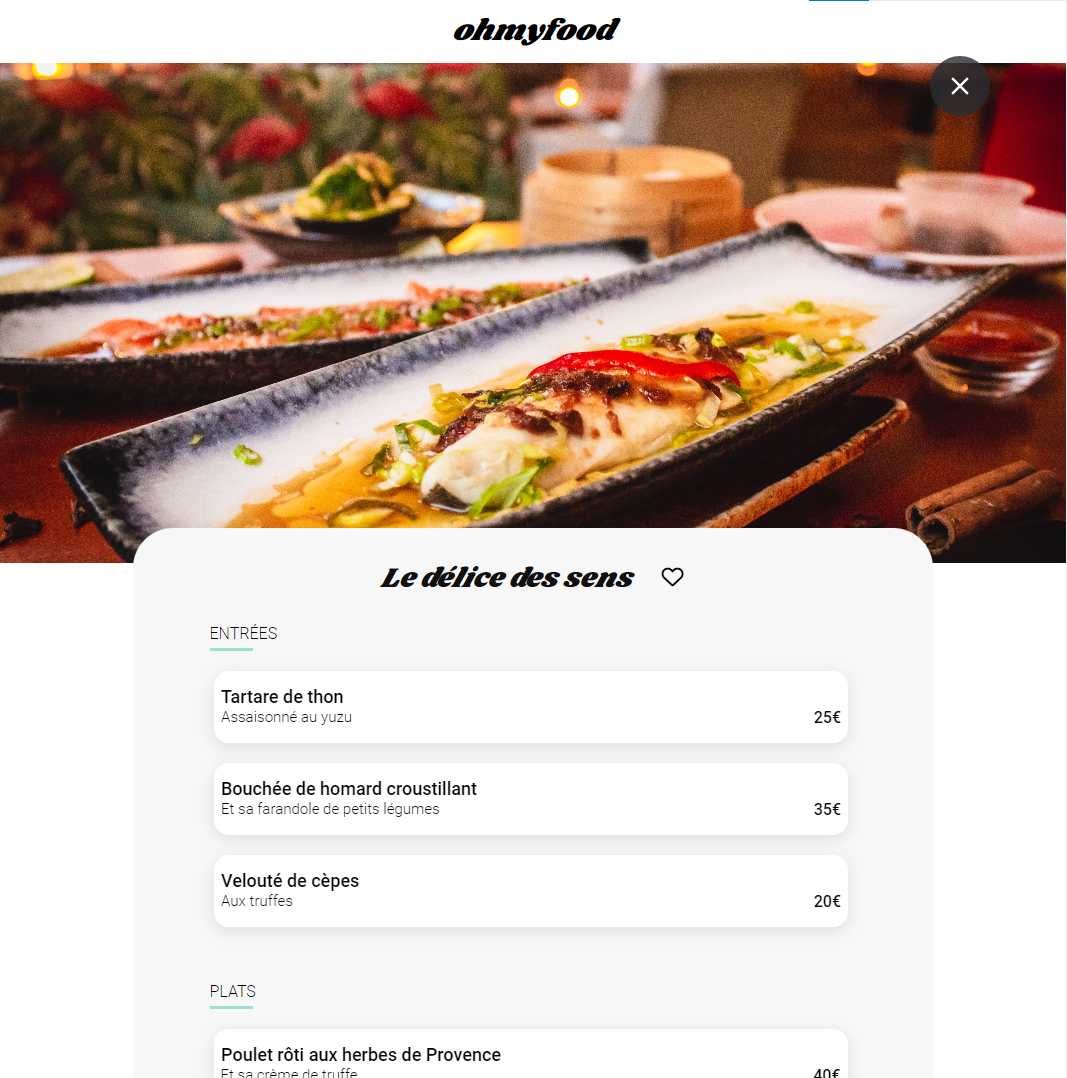 ohmyfood
Le délice des sens
ENTRÉES
Tartare de thon
Assaisonné au yuzu
25€
Bouchée de homard croustillant
Et sa farandole de petits légumes
35€
Velouté de cèpes
Aux truffes
20€
PLATS
Poulet rôti aux herbes de Provence
Et sa crème de truffe
40€